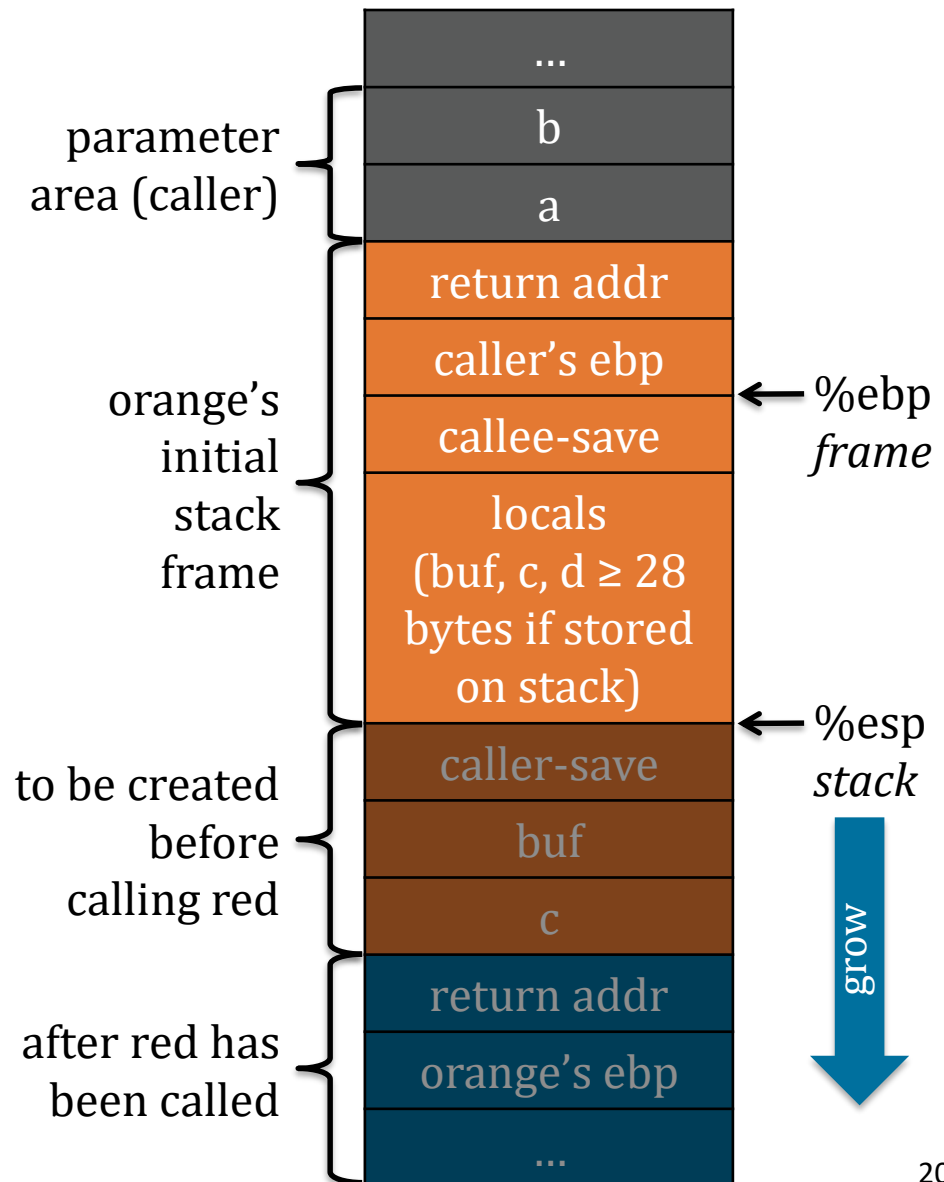 ...
parameter
area (caller)
b
a
orange’s
initial
stack
frame
return addr
caller’s ebp
callee-save
locals
(buf, c, d ≥ 28
bytes if stored
on stack)
%ebp
frame
%esp
stack
to be created
before
calling red
caller-save
buf
c
grow
after red has
been called
return addr
orange’s ebp
...
20